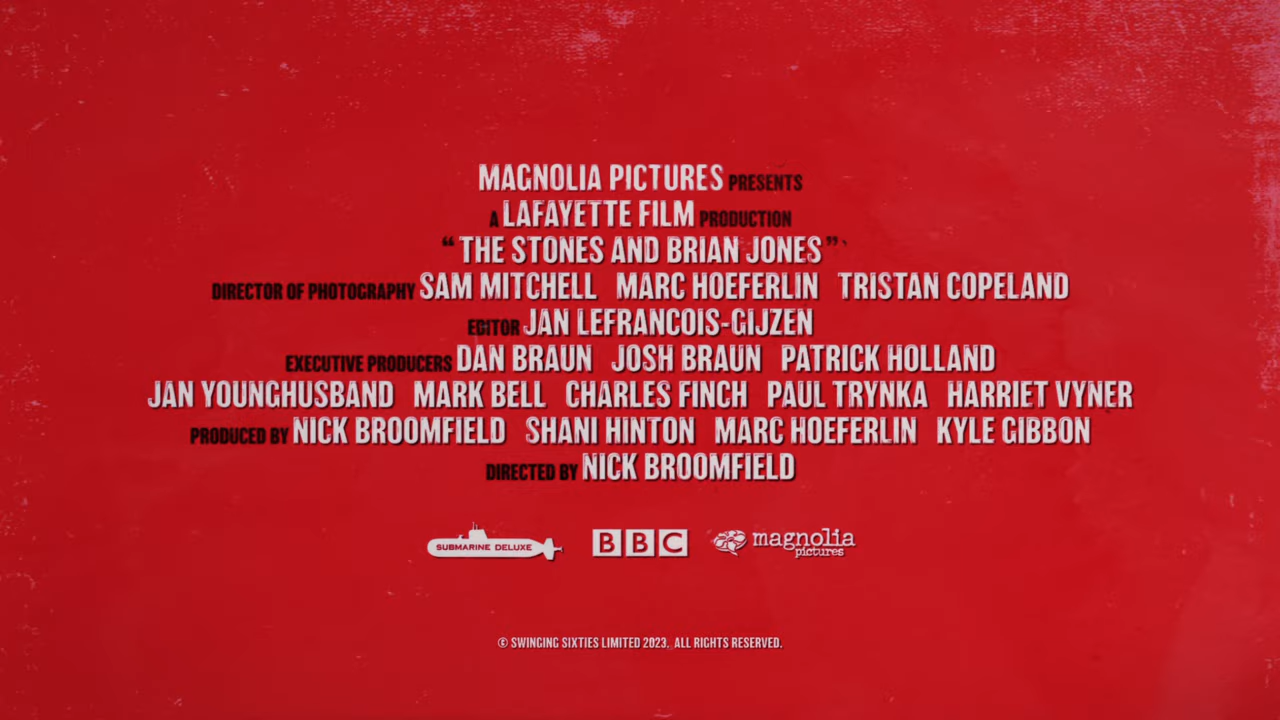 MAGNOLIA PICTURES PRESENTS
A LAFAYETTE FILM PRODUCTION
“ THE STONES AND BRIAN JONES ”
DIRECTOR OF PHOTOGRAPHY SAM MITCHELL MARC HOEFERLIN TRISTAN COPELAND
EDITOR JAN LEFRANCOIS-GIJZEN
EXECUTIVE PRODUCERS DAN BRAUN JOSH BRAUN PATRICK HOLLAND
JAN YOUNGHUSBAND MARK BELL CHARLES FINCH PAUL TRYNKA HARRIET VYNER
PRODUCED BY NICK BROOMFIELD SHANI HINTON MARC HOEFERLIN KYLE GIBBON
DIRECTED BY NICK BROOMFIELD
SUBMARINE DELUXE BBC magnolia pictures
© SWINGING SIXTIES LIMITED 2023. ALL RIGHTS RESERVED.